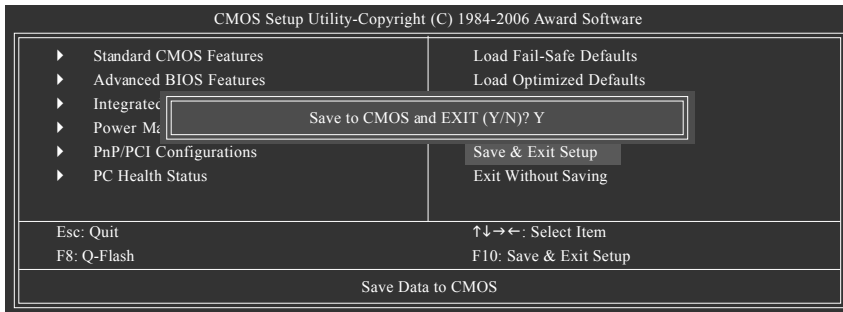 CMOS Setup Utility-Copyright (C) 1984-2006 Award Software
Standard CMOS Features
Advanced BIOS Features
Integrated
Power Ma
PnP/PCI Configurations
PC Health Status
Load Fail-Safe Defaults
Load Optimized Defaults
Save & Exit Setup
Exit Without Saving
Save to CMOS and EXIT (Y/N)? Y
Esc: Quit
↑↓→←: Select Item
F8: Q-Flash
F10: Save & Exit Setup
Save Data to CMOS